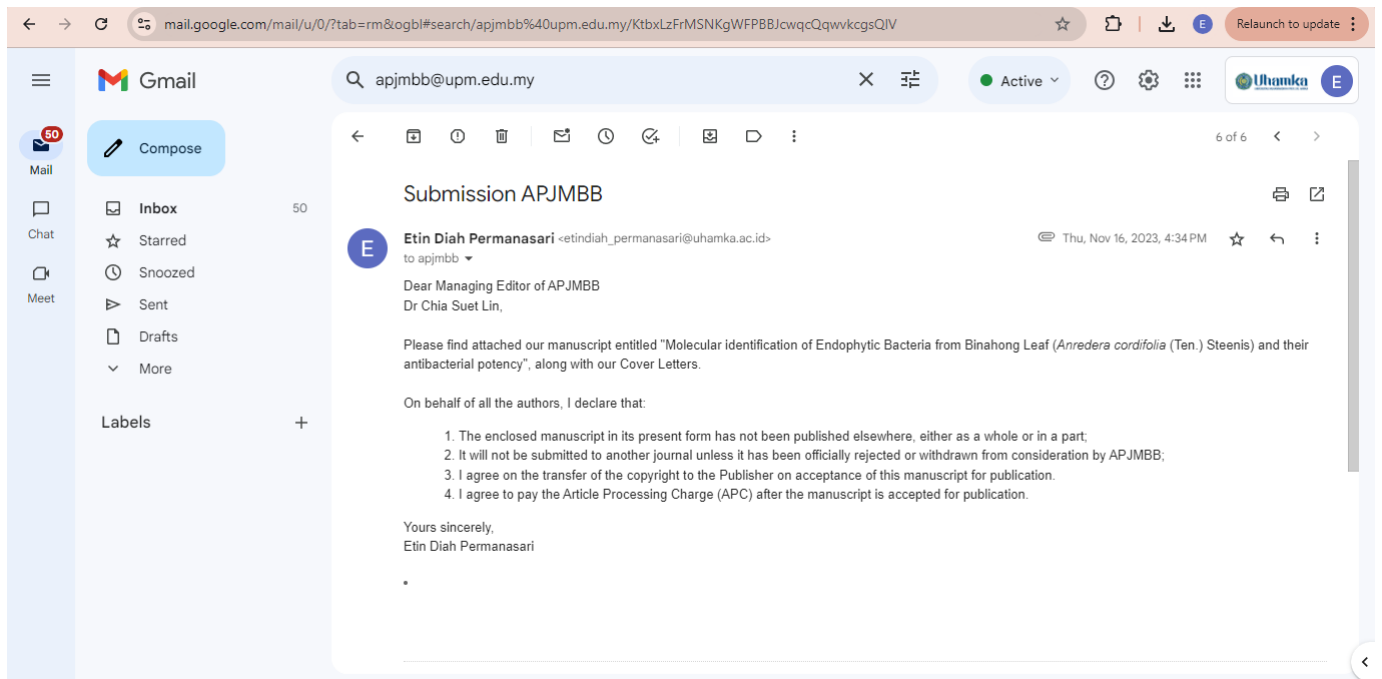 mail.google.com/mail/u/0/?tab=rm&ogbl#search/apjmbb%40upm.edu.my/KtbxLzFrMSNKgWFPBBJcwqcQqwvkcgsQlV
E
Relaunch to update
Gmail
apjmbb@upm.edu.my
Active
Uhamka
E
50
Mail
Chat
Meet
Compose
Inbox 50
Starred
Snoozed
Sent
Drafts
More
Labels
6 of 6
Submission APJMBB
E
Etin Diah Permanasari <etindiah_permanasari@uhamka.ac.id>
Thu, Nov 16, 2023, 4:34 PM
to apjmbb
Dear Managing Editor of APJMBB
Dr Chia Suet Lin,
Please find attached our manuscript entitled "Molecular identification of Endophytic Bacteria from Binahong Leaf (Anredera cordifolia (Ten.) Steenis) and their
antibacterial potency", along with our Cover Letters.
On behalf of all the authors, I declare that:
1. The enclosed manuscript in its present form has not been published elsewhere, either as a whole or in a part;
2. It will not be submitted to another journal unless it has been officially rejected or withdrawn from consideration by APJMBB;
3. I agree on the transfer of the copyright to the Publisher on acceptance of this manuscript for publication.
4. I agree to pay the Article Processing Charge (APC) after the manuscript is accepted for publication.
Yours sincerely,
Etin Diah Permanasari